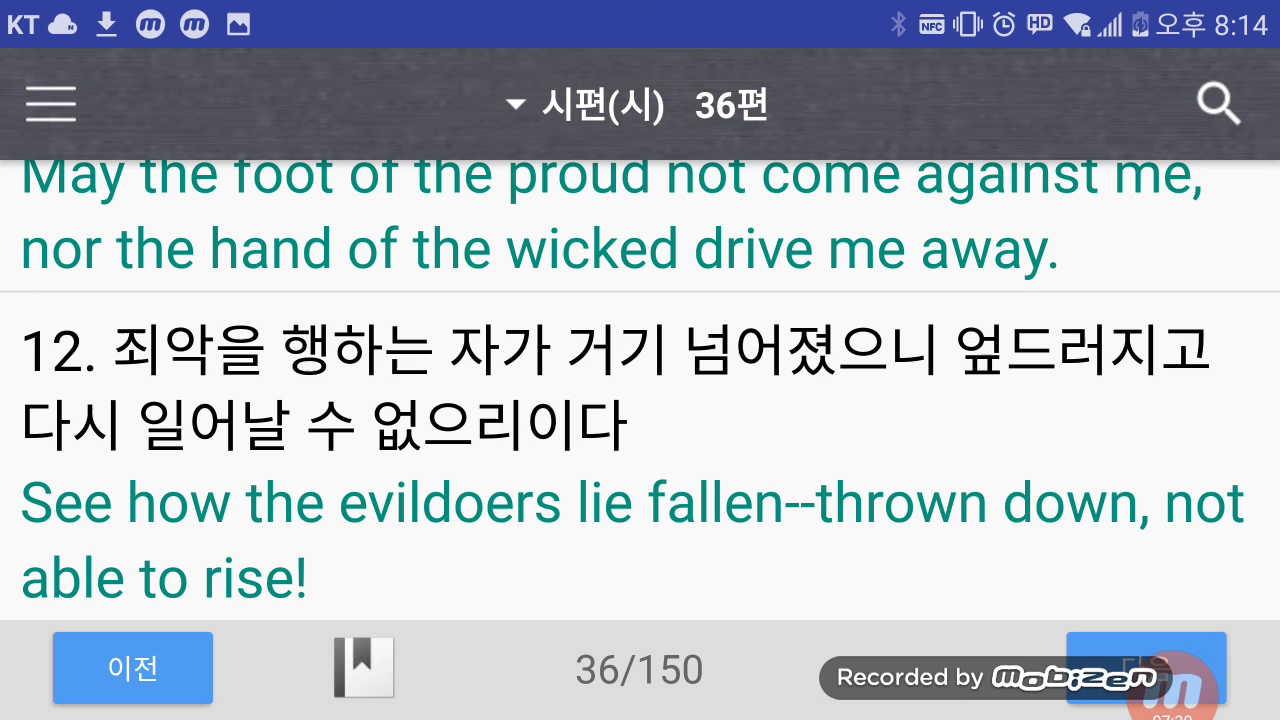 KT 오후 8:14
시편(시) 36편
May the foot of the proud not come against me,
nor the hand of the wicked drive me away.
12. 죄악을 행하는 자가 거기 넘어졌으니 엎드러지고
다시 일어날 수 없으리이다
See how the evildoers lie fallen--thrown down, not
able to rise!
이전 36/150 다음
Recorded by mobizen